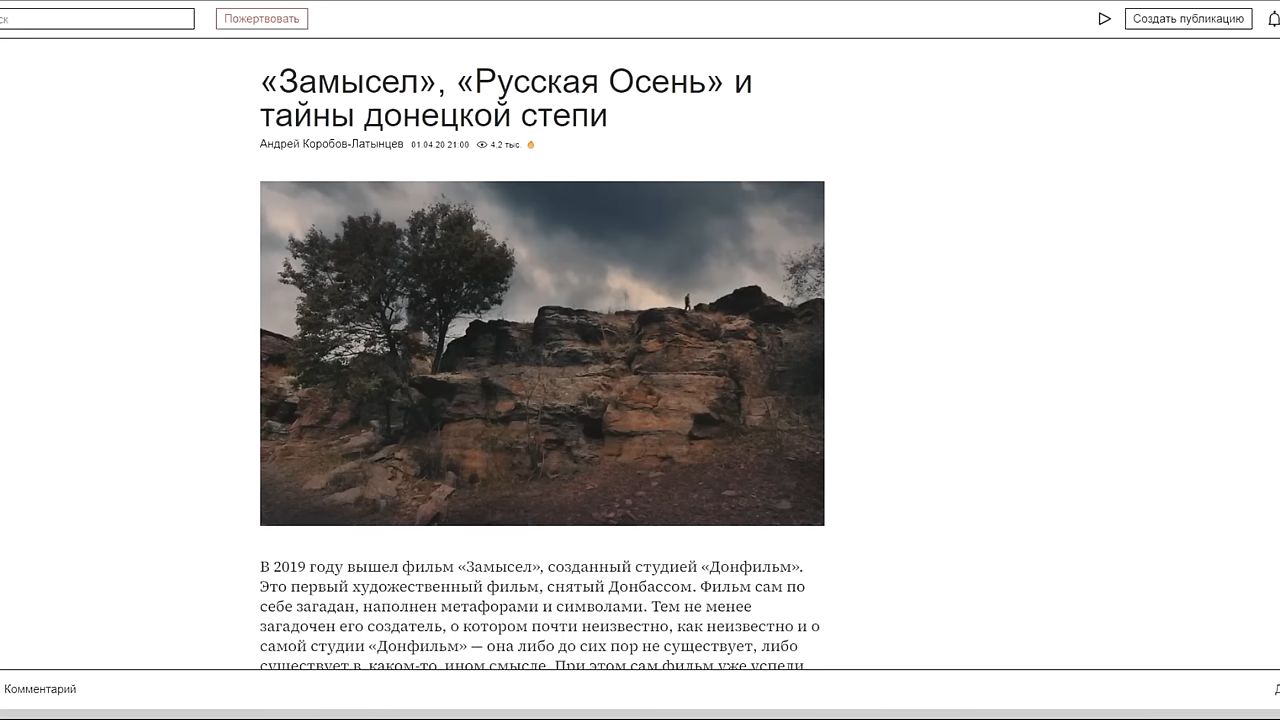 ск
Пожертвовать
Создать публикацию
«Замысел», «Русская Осень» и
тайны донецкой степи
Андрей Коробов-Латынцев 01.04.20 21:00 4,2 тыс.
В 2019 году вышел фильм «Замысел», созданный студией «Донфильм».
Это первый художественный фильм, снятый Донбассом. Фильм сам по
себе загадан, наполнен метафорами и символами. Тем не менее
загадочен его создатель, о котором почти неизвестно, как неизвестно и о
самой студии «Донфильм» — она либо до сих пор не существует, либо
существует в каком-то ином смысле. При этом сам фильм уже успели
Комментарий